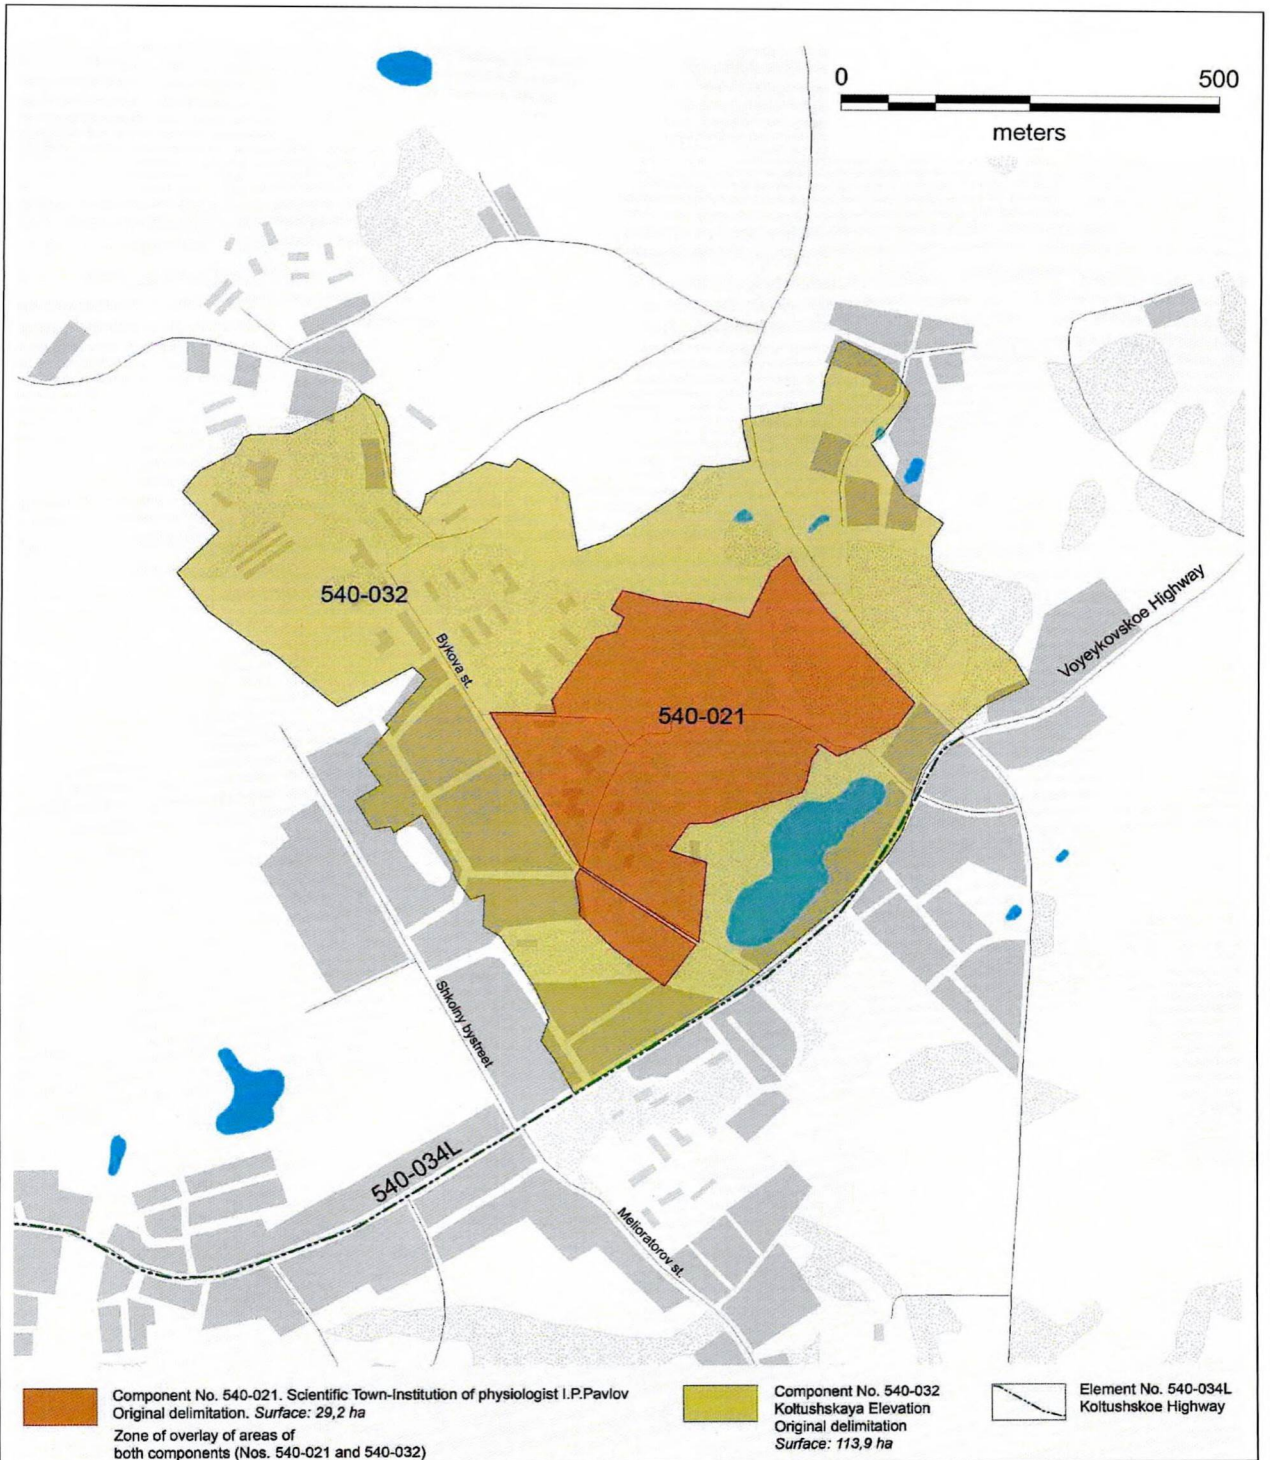 0 500
meters
540-032
Bykova st.
540-021
Voyeykovskoe Highway
Shkolny bystreet
540-034L
Melioratorov st.
Component No. 540-021. Scientific Town-Institution of physiologist I.P.Pavlov
Original delimitation. Surface: 29,2 ha
Zone of overlay of areas of
both components (Nos. 540-021 and 540-032)
Component No. 540-032
Koltushskaya Elevation
Original delimitation
Surface: 113,9 ha
Element No. 540-034L
Koltushskoe Highway